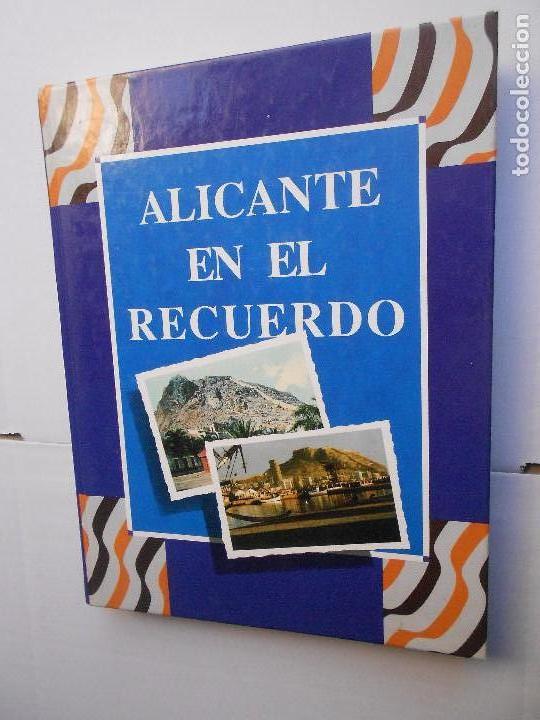 ALICANTE
EN EL
RECUERDO
todocoleccion